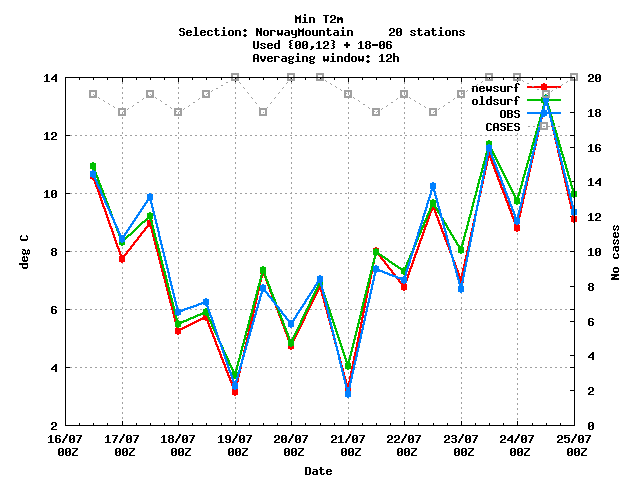 Min T2m
Selection: NorwayMountain 20 stations
Used {00,12} + 18-06
Averaging window: 12h
14 20
newsurf
oldsurf
OBS
CASES
12 18
16
10 14
12
8 10
8
6 6
4 4
2
2 0
deg C
No cases
16/07 17/07 18/07 19/07 20/07 21/07 22/07 23/07 24/07 25/07
00Z 00Z 00Z 00Z 00Z 00Z 00Z 00Z 00Z 00Z
Date